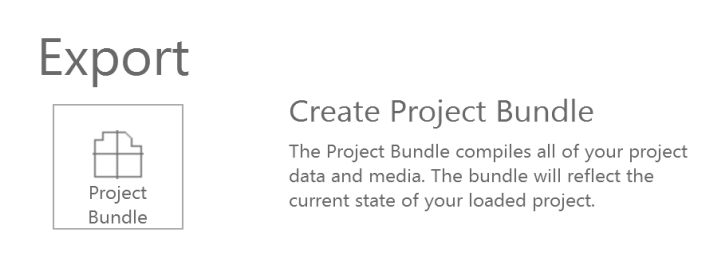 Export
Project
Bundle
Create Project Bundle
The Project Bundle compiles all of your project
data and media. The bundle will reflect the
current state of your loaded project.